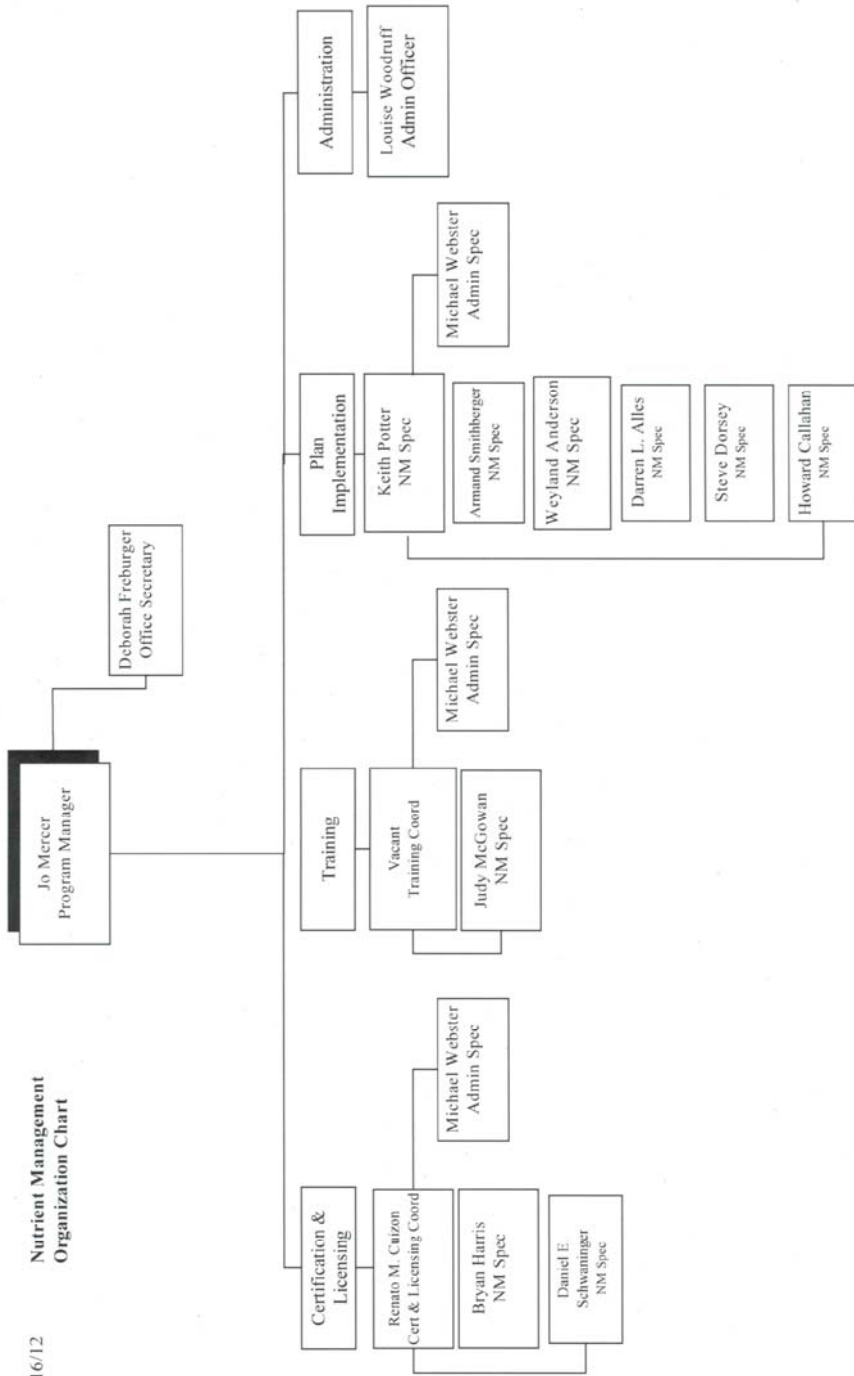 16/12
Nutrient Management
Organization Chart
Jo Mercer
Program Manager
Deborah Freburger
Office Secretary
Certification &
Licensing
Renato M. Cuizon
Cert & Licensing Coord
Michael Webster
Admin Spec
Bryan Harris
NM Spec
Daniel E
Schwaninger
NM Spec
Training
Vacant
Training Coord
Michael Webster
Admin Spec
Judy McGowan
NM Spec
Plan
Implementation
Keith Potter
NM Spec
Michael Webster
Admin Spec
Armand Smithberger
NM Spec
Weyland Anderson
NM Spec
Darren L. Alles
NM Spec
Steve Dorsey
NM Spec
Howard Callahan
NM Spec
Administration
Louise Woodruff
Admin Officer